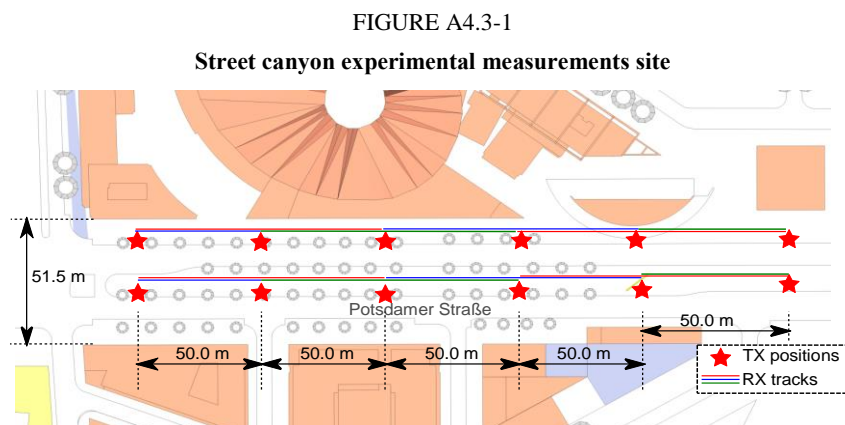 FIGURE A4.3-1
Street canyon experimental measurements site
51.5 m
Potsdamer Straße
50.0 m
50.0 m
50.0 m
50.0 m
50.0 m
TX positions
RX tracks